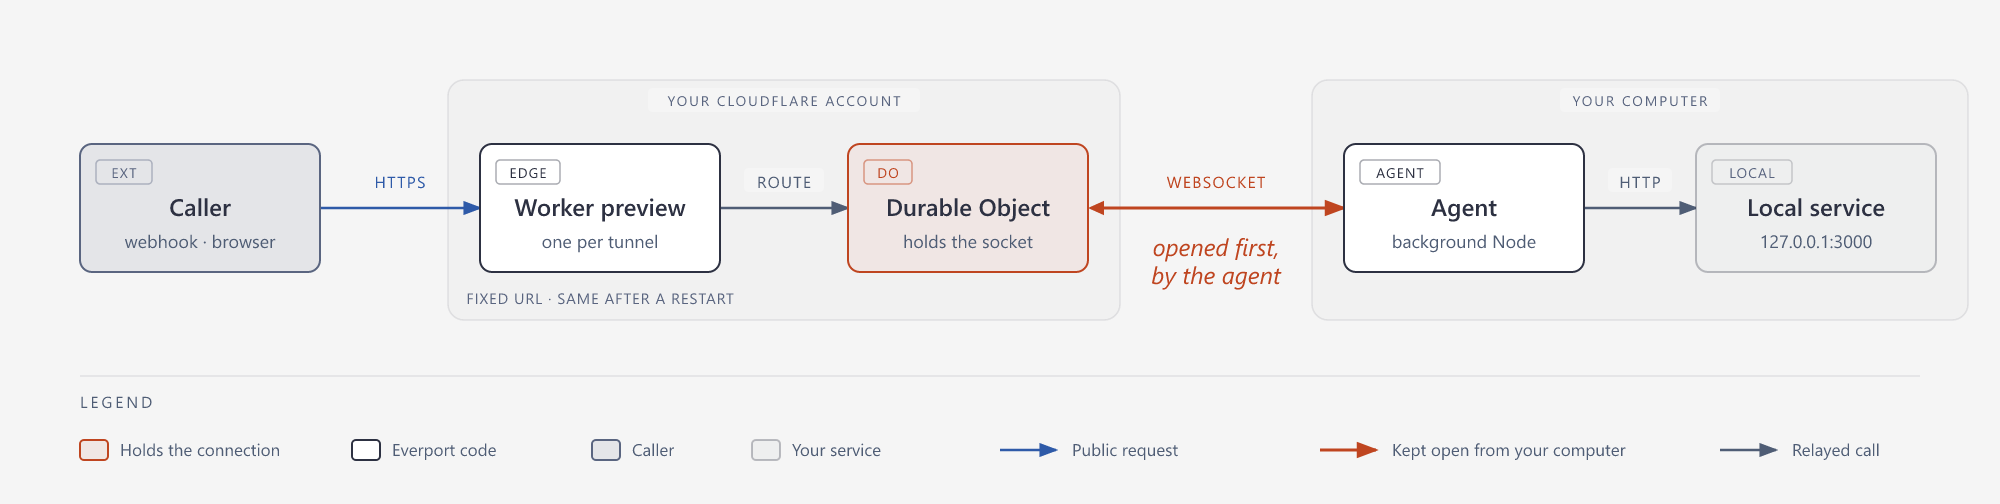 YOUR CLOUDFLARE ACCOUNT
YOUR COMPUTER
EXT
Caller
webhook · browser
HTTPS
EDGE
Worker preview
one per tunnel
ROUTE
DO
Durable Object
holds the socket
WEBSOCKET
opened first,
by the agent
AGENT
Agent
background Node
HTTP
LOCAL
Local service
127.0.0.1:3000
FIXED URL · SAME AFTER A RESTART
LEGEND
Holds the connection
Everport code
Caller
Your service
Public request
Kept open from your computer
Relayed call